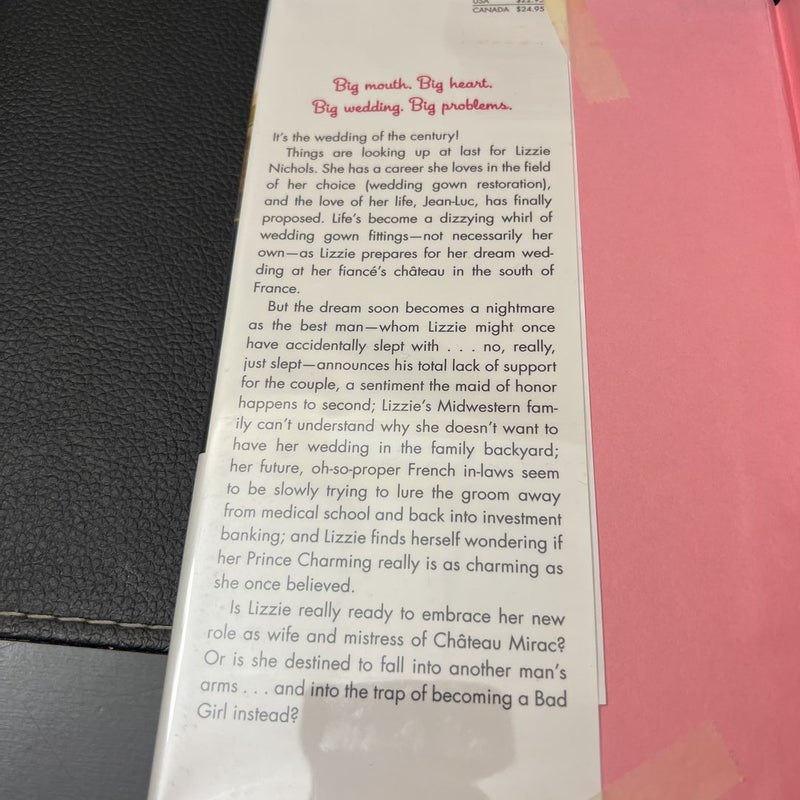 USA $22.95
CANADA $24.95
Big mouth. Big heart.
Big wedding. Big problems.
It's the wedding of the century!
Things are looking up at last for Lizzie
Nichols. She has a career she loves in the field
of her choice (wedding gown restoration),
and the love of her life, Jean-Luc, has finally
proposed. Life's become a dizzying whirl of
wedding gown fittings—not necessarily her
own—as Lizzie prepares for her dream wed-
ding at her fiancé's château in the south of
France.
But the dream soon becomes a nightmare
as the best man—whom Lizzie might once
have accidentally slept with . . . no, really,
just slept—announces his total lack of support
for the couple, a sentiment the maid of honor
happens to second; Lizzie's Midwestern fam-
ily can't understand why she doesn't want to
have her wedding in the family backyard;
her future, oh-so-proper French in-laws seem
to be slowly trying to lure the groom away
from medical school and back into investment
banking; and Lizzie finds herself wondering if
her Prince Charming really is as charming as
she once believed.
Is Lizzie really ready to embrace her new
role as wife and mistress of Château Mirac?
Or is she destined to fall into another man's
arms . . . and into the trap of becoming a Bad
Girl instead?